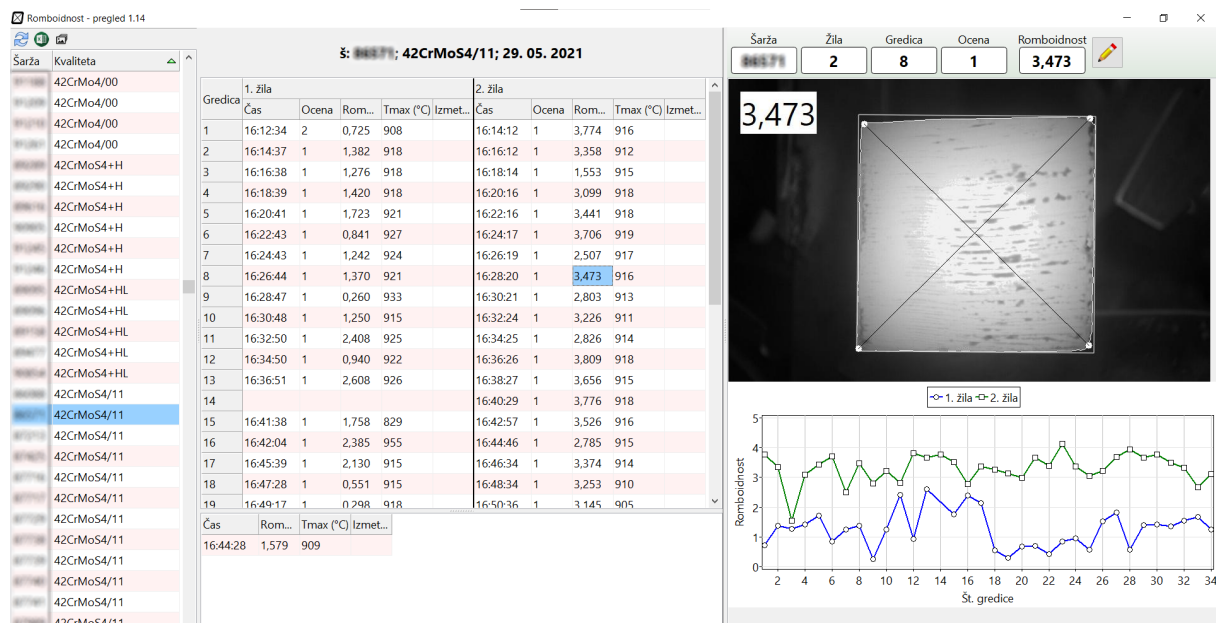 Romboidnost - pregled 1.14
Šarža Kvaliteta
42CrMo4/00
42CrMo4/00
42CrMo4/00
42CrMo4/00
42CrMoS4+H
42CrMoS4+H
42CrMoS4+H
42CrMoS4+H
42CrMoS4+H
42CrMoS4+H
42CrMoS4+HL
42CrMoS4+HL
42CrMoS4+HL
42CrMoS4+HL
42CrMoS4+HL
42CrMoS4/11
42CrMoS4/11
42CrMoS4/11
42CrMoS4/11
42CrMoS4/11
42CrMoS4/11
42CrMoS4/11
42CrMoS4/11
42CrMoS4/11
42CrMoS4/11
42CrMoS4/11
42CrMoS4/11
š: ; 42CrMoS4/11; 29. 05. 2021
1. žila 2. žila
Gredica Čas Ocena Rom... Tmax (°C) Izmet... Čas Ocena Rom... Tmax (°C) Izmet...
1 16:12:34 2 0,725 908 16:14:12 1 3,774 916
2 16:14:37 1 1,382 918 16:16:12 1 3,358 912
3 16:16:38 1 1,276 918 16:18:14 1 1,553 915
4 16:18:39 1 1,420 918 16:20:16 1 3,099 918
5 16:20:41 1 1,723 921 16:22:16 1 3,441 918
6 16:22:43 1 0,841 927 16:24:17 1 3,706 919
7 16:24:43 1 1,242 924 16:26:19 1 2,507 917
8 16:26:44 1 1,370 921 16:28:20 1 3,473 916
9 16:28:47 1 0,260 933 16:30:21 1 2,803 913
10 16:30:48 1 1,250 915 16:32:24 1 3,226 911
11 16:32:50 1 2,408 925 16:34:25 1 2,826 914
12 16:34:50 1 0,940 922 16:36:26 1 3,809 918
13 16:36:51 1 2,608 926 16:38:27 1 3,656 915
14 16:40:29 1 3,776 918
15 16:41:38 1 1,758 829 16:42:57 1 3,526 916
16 16:42:04 1 2,385 955 16:44:46 1 2,785 915
17 16:45:39 1 2,130 915 16:46:34 1 3,374 914
18 16:47:28 1 0,551 915 16:48:34 1 3,253 910
19 16:49:17 1 0,298 918 16:50:36 1 3,145 905
Čas Rom... Tmax (°C) Izmet...
16:44:28 1,579 909
Šarža Žila Gredica Ocena Romboidnost
2 8 1 3,473
3,473
1. žila 2. žila
Romboidnost
5
4
3
2
1
0
2 4 6 8 10 12 14 16 18 20 22 24 26 28 30 32 34
Št. gredice